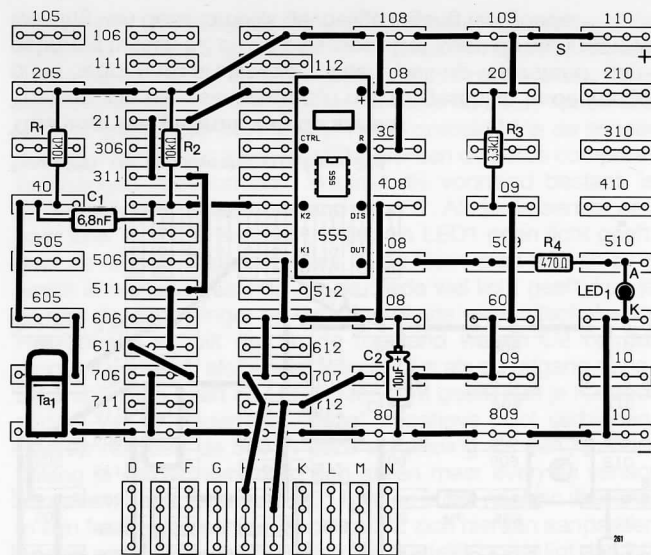 105 106 108 109 110
+
111 112
205 08 20 210
211 +
CTRL R
R1 10kΩ 306 10kΩ R2 30 R3 3,3kΩ 310
311 555
40 C1 408 09 410
6,8nF K2 DIS
555
505 506 K1 OUT 08 509 R4 510
470Ω A
511 512 LED1
605 606 08 60 K
611 612
C2
Ta1 706 707 10µF + 09 10
711
80 809 10
−
D E F G H K L M N
261